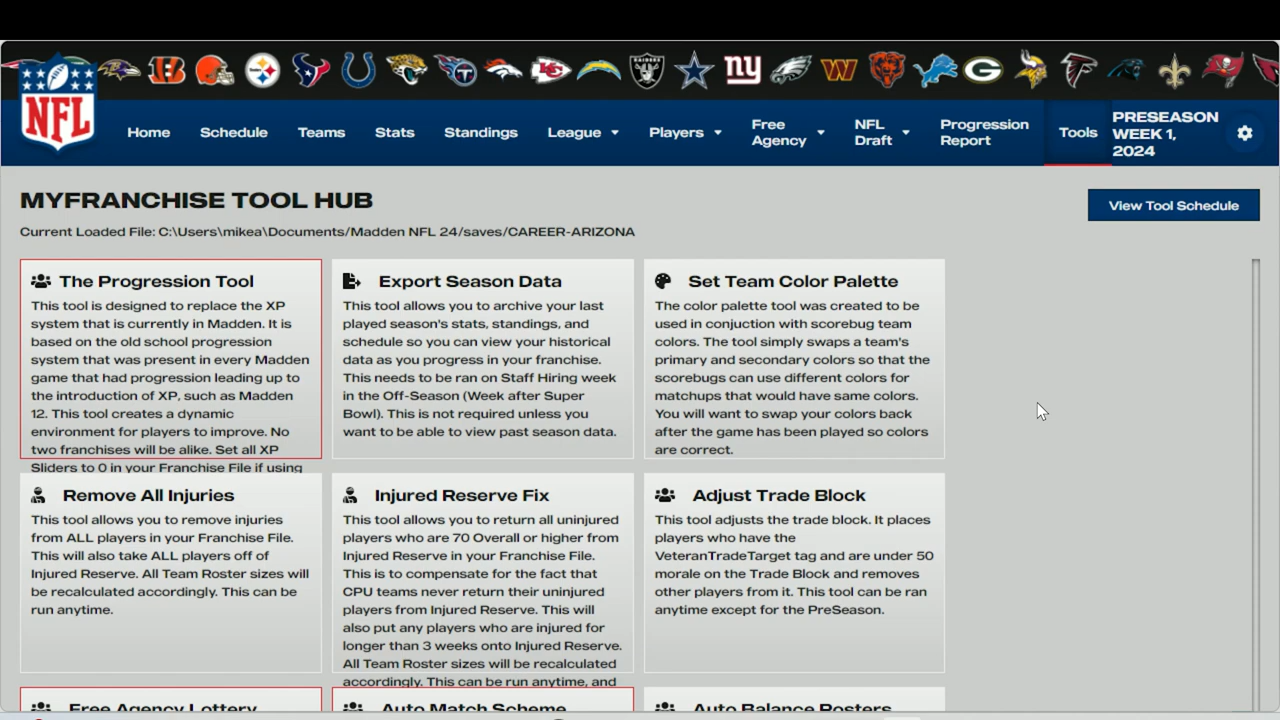 NFL
Home
Schedule
Teams
Stats
Standings
League
Players
Free
Agency
NFL
Draft
Progression
Report
Tools
PRESEASON
WEEK 1,
2024
MYFRANCHISE TOOL HUB
View Tool Schedule
Current Loaded File: C:\Users\mikea\Documents/Madden NFL 24/saves/CAREER-ARIZONA
The Progression Tool
This tool is designed to replace the XP
system that is currently in Madden. It is
based on the old school progression
system that was present in every Madden
game that had progression leading up to
the introduction of XP, such as Madden
12. This tool creates a dynamic
environment for players to improve. No
two franchises will be alike. Set all XP
Sliders to 0 in your Franchise File if using
Export Season Data
This tool allows you to archive your last
played season's stats, standings, and
schedule so you can view your historical
data as you progress in your franchise.
This needs to be ran on Staff Hiring week
in the Off-Season (Week after Super
Bowl). This is not required unless you
want to be able to view past season data.
Set Team Color Palette
The color palette tool was created to be
used in conjuction with scorebug team
colors. The tool simply swaps a team's
primary and secondary colors so that the
scorebugs can use different colors for
matchups that would have same colors.
You will want to swap your colors back
after the game has been played so colors
are correct.
Remove All Injuries
This tool allows you to remove injuries
from ALL players in your Franchise File.
This will also take ALL players off of
Injured Reserve. All Team Roster sizes will
be recalculated accordingly. This can be
run anytime.
Injured Reserve Fix
This tool allows you to return all uninjured
players who are 70 Overall or higher from
Injured Reserve in your Franchise File.
This is to compensate for the fact that
CPU teams never return their uninjured
players from Injured Reserve. This will
also put any players who are injured for
longer than 3 weeks onto Injured Reserve.
All Team Roster sizes will be recalculated
accordingly. This can be run anytime, and
Adjust Trade Block
This tool adjusts the trade block. It places
players who have the
VeteranTradeTarget tag and are under 50
morale on the Trade Block and removes
other players from it. This tool can be ran
anytime except for the PreSeason.
Free Agency Lottery
Auto Match Scheme
Auto Balance Rosters